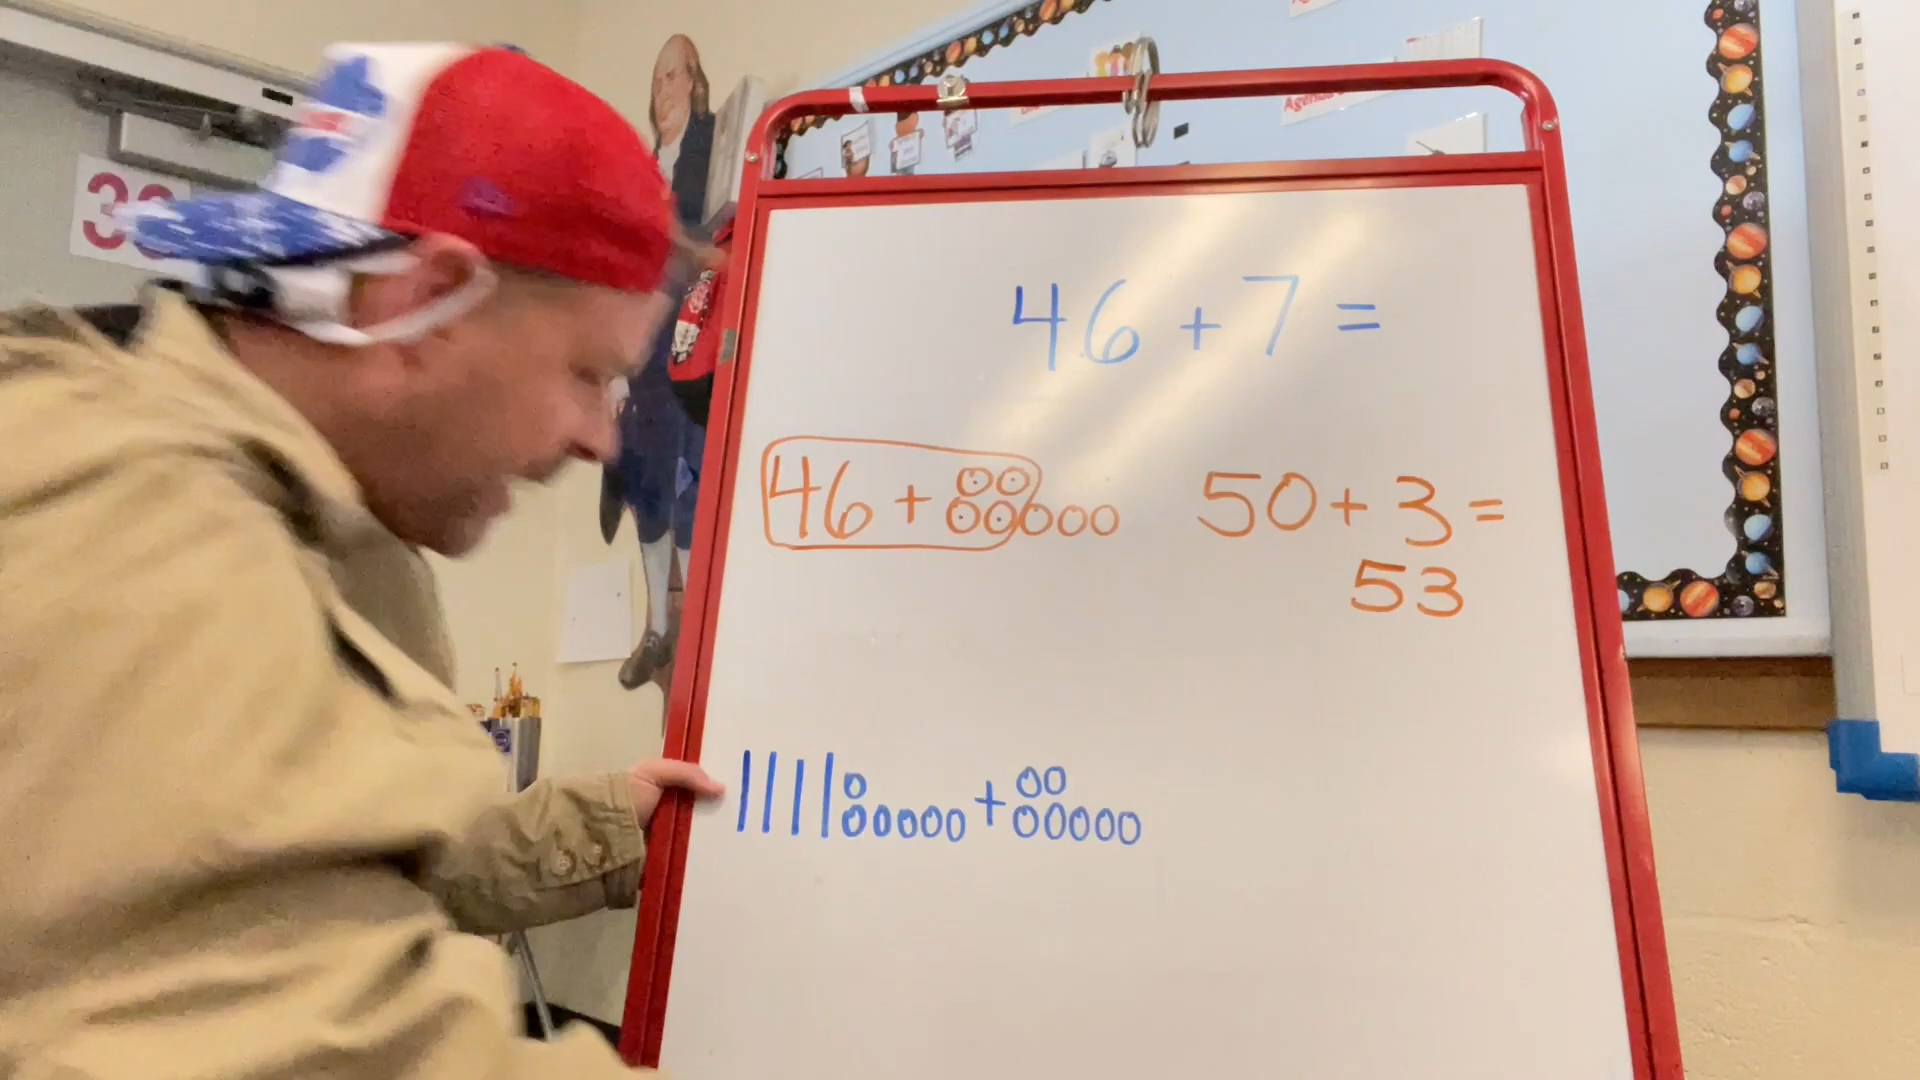 46 + 7 =
46 +
50 + 3 =
53
+